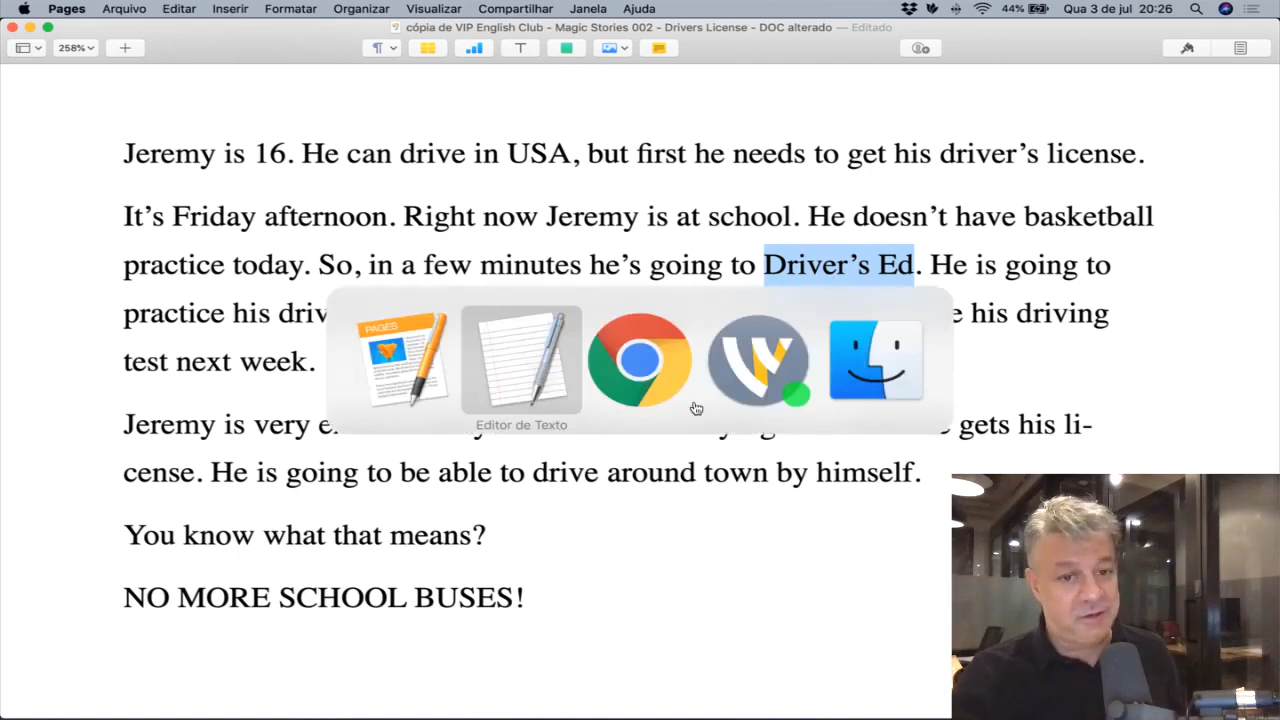 Pages Arquivo Editar Inserir Formatar Organizar Visualizar Compartilhar Janela Ajuda 44% Qua 3 de jul 20:26
cópia de VIP English Club - Magic Stories 002 - Drivers License - DOC alterado — Editado
258%
Jeremy is 16. He can drive in USA, but first he needs to get his driver's license.
It's Friday afternoon. Right now Jeremy is at school. He doesn't have basketball
practice today. So, in a few minutes he's going to Driver's Ed. He is going to
practice his driv e his driving
test next week.
PAGES
Editor de Texto
Jeremy is very gets his li-
cense. He is going to be able to drive around town by himself.
You know what that means?
NO MORE SCHOOL BUSES!